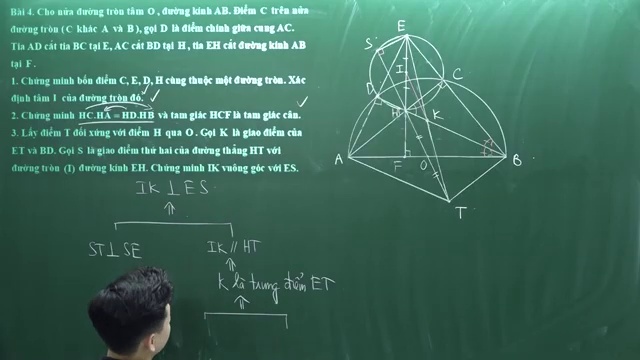 Bài 4. Cho nửa đường tròn tâm O, đường kính AB. Điểm C trên nửa
đường tròn (C khác A và B), gọi D là điểm chính giữa cung AC.
Tia AD cắt tia BC tại E, AC cắt BD tại H, tia EH cắt đường kính AB
tại F.
1. Chứng minh bốn điểm C, E, D, H cùng thuộc một đường tròn. Xác
định tâm I của đường tròn đó.
2. Chứng minh HC.HA = HD.HB và tam giác HCF là tam giác cân.
3. Lấy điểm T đối xứng với điểm H qua O. Gọi K là giao điểm của
ET và BD. Gọi S là giao điểm thứ hai của đường thẳng HT với
đường tròn (I) đường kính EH. Chứng minh IK vuông góc với ES.
IK ⊥ ES
⇑
ST ⊥ SE
IK // HT
⇑
K là trung điểm ET
⇑
E
S
I
C
D
H
K
A
F
O
B
T